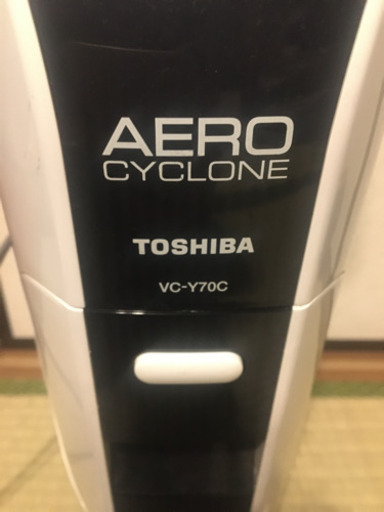 AERO
CYCLONE
TOSHIBA
VC-Y70C